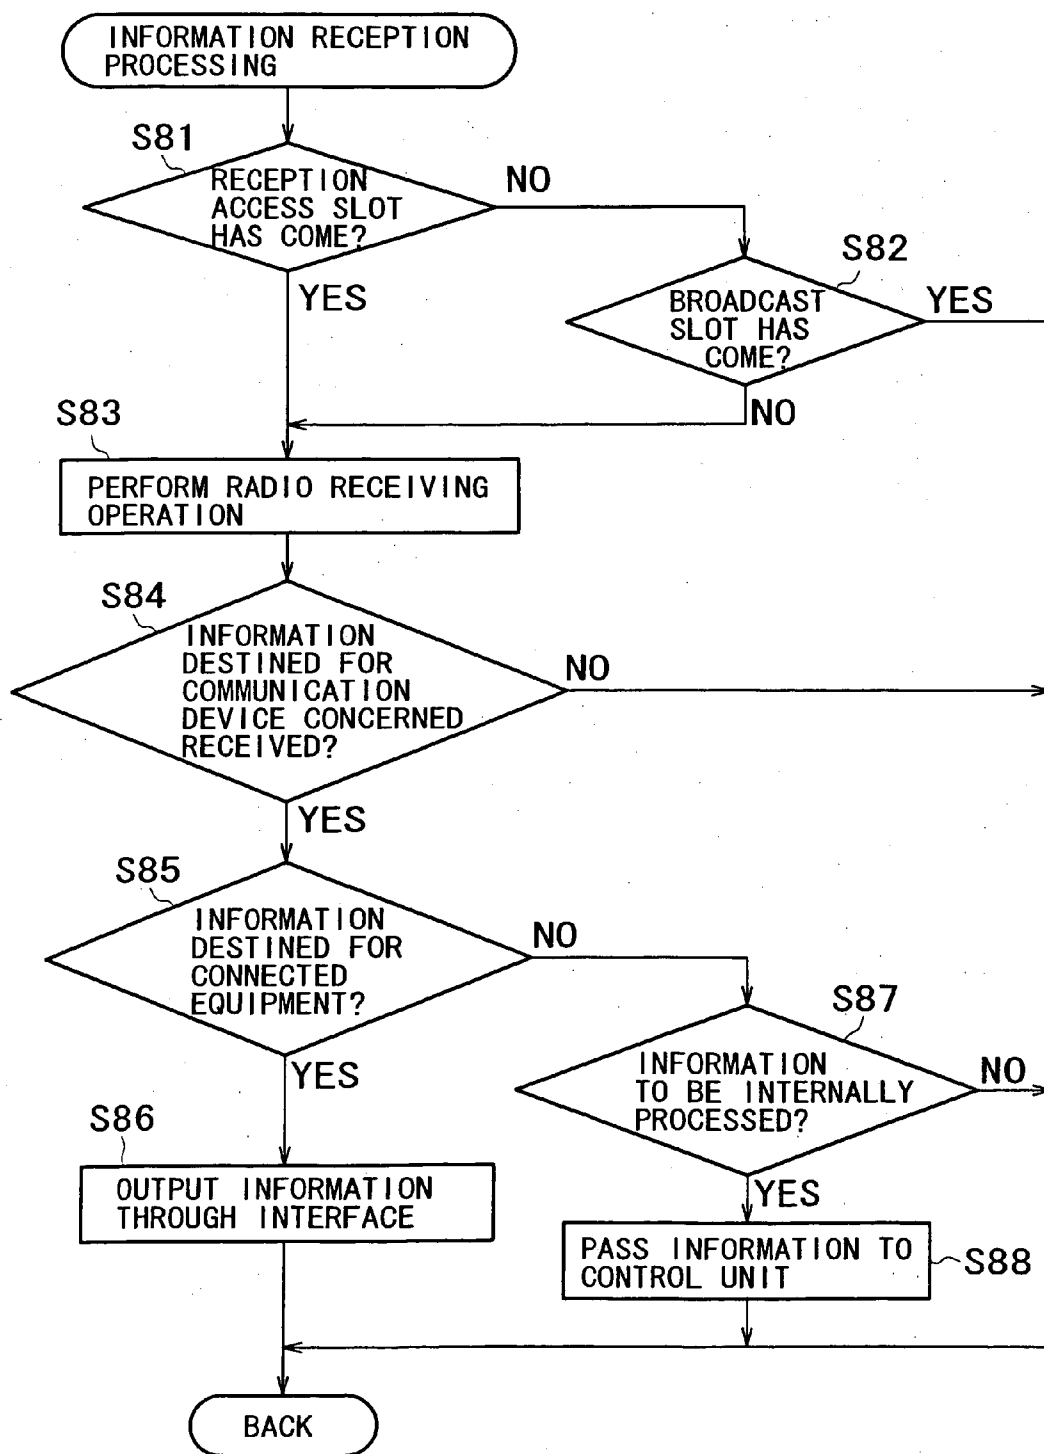 INFORMATION RECEPTION
PROCESSING
S81
RECEPTION
ACCESS SLOT
HAS COME?
NO
YES
S82
BROADCAST
SLOT HAS
COME?
YES
NO
S83
PERFORM RADIO RECEIVING
OPERATION
S84
INFORMATION
DESTINED FOR
COMMUNICATION
DEVICE CONCERNED
RECEIVED?
NO
YES
S85
INFORMATION
DESTINED FOR
CONNECTED
EQUIPMENT?
NO
YES
S87
INFORMATION
TO BE INTERNALLY
PROCESSED?
NO
YES
S86
OUTPUT INFORMATION
THROUGH INTERFACE
PASS INFORMATION TO
CONTROL UNIT
S88
BACK